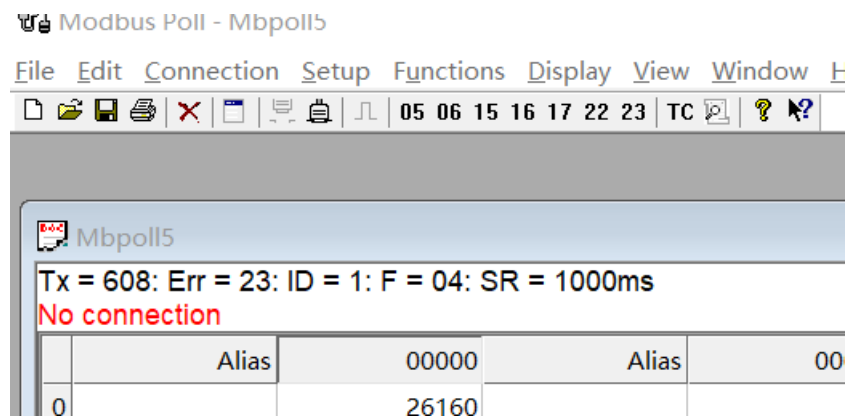 Modbus Poll - Mbpoll5
File Edit Connection Setup Functions Display View Window
05 06 15 16 17 22 23 TC
Mbpoll5
Tx = 608: Err = 23: ID = 1: F = 04: SR = 1000ms
No connection
Alias 00000 Alias
0 26160